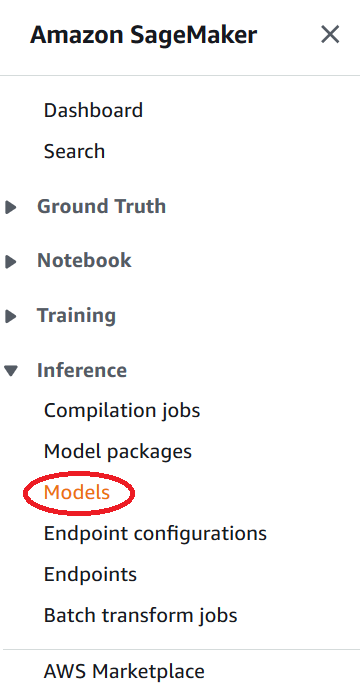 Amazon SageMaker
Dashboard
Search
Ground Truth
Notebook
Training
Inference
Compilation jobs
Model packages
Models
Endpoint configurations
Endpoints
Batch transform jobs
AWS Marketplace